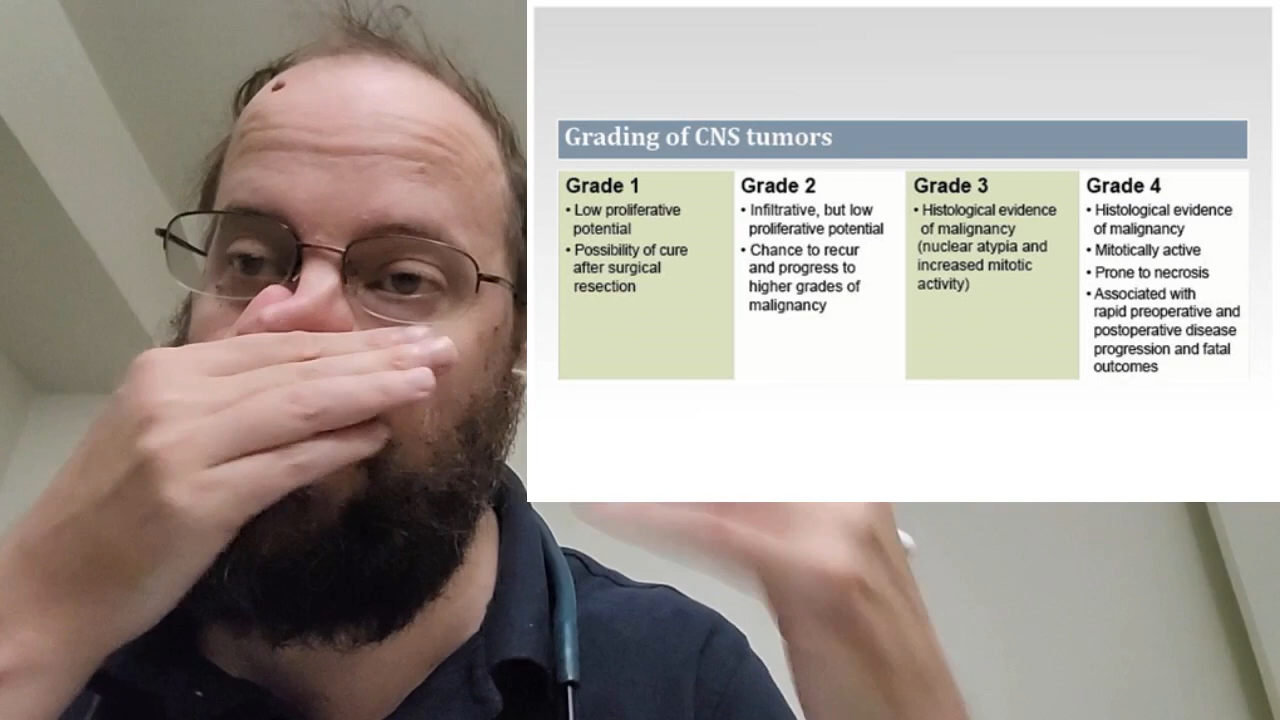 Grading of CNS tumors
Grade 1
• Low proliferative
potential
• Possibility of cure
after surgical
resection
Grade 2
• Infiltrative, but low
proliferative potential
• Chance to recur
and progress to
higher grades of
malignancy
Grade 3
• Histological evidence
of malignancy
(nuclear atypia and
increased mitotic
activity)
Grade 4
• Histological evidence
of malignancy
• Mitotically active
• Prone to necrosis
• Associated with
rapid preoperative and
postoperative disease
progression and fatal
outcomes